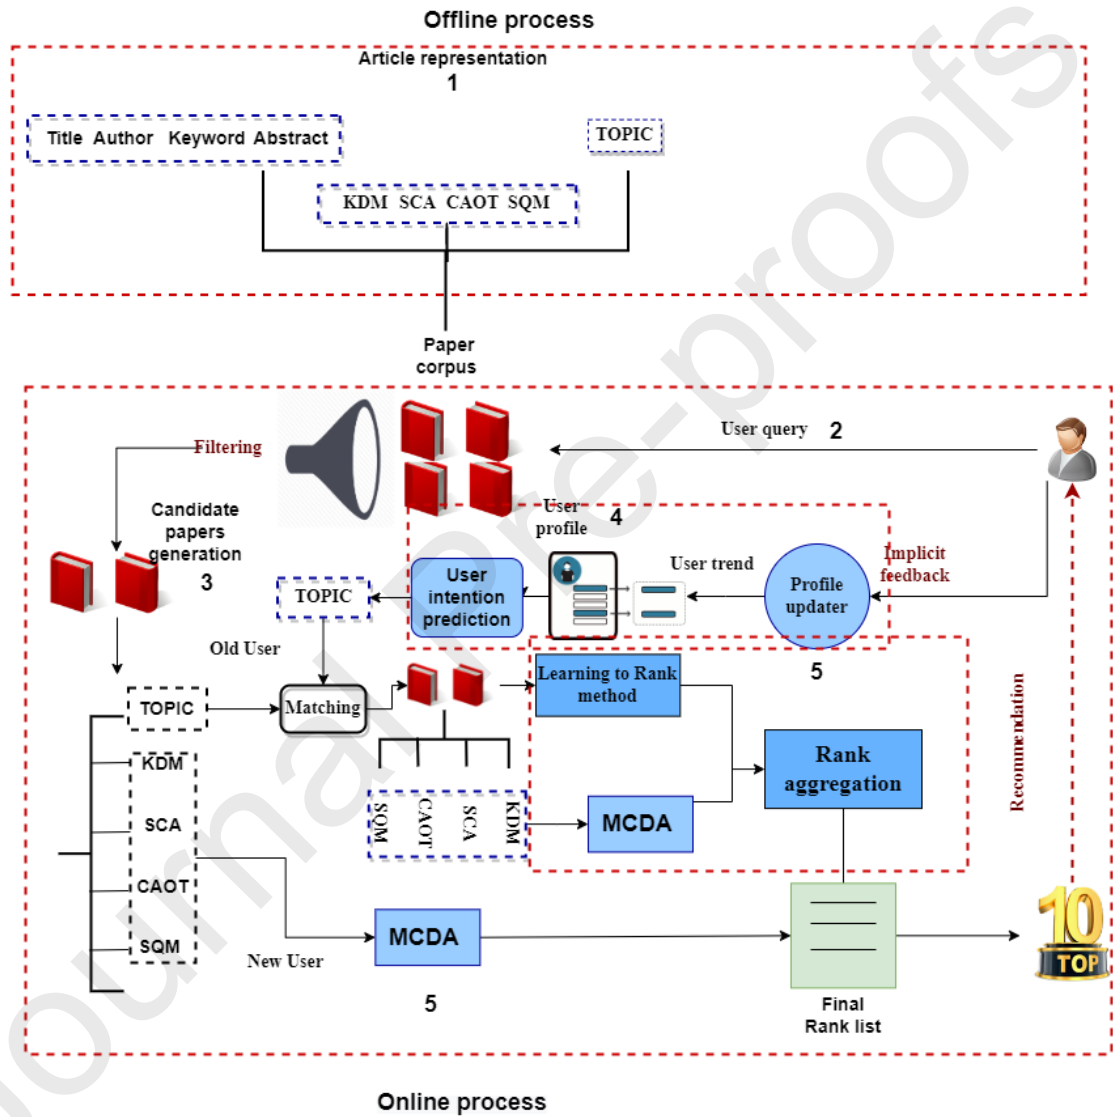 Offline process
Article representation
1
Title Author Keyword Abstract
TOPIC
KDM SCA CAOT SQM
Paper
corpus
User query 2
Filtering
Candidate
papers
generation
3
User
profile
4
User
intention
prediction
User trend
Profile
updater
Implicit
feedback
TOPIC
Old User
5
Learning to Rank
method
TOPIC
Matching
KDM
SCA
CAOT
SQM
SQM
CAOT
SCA
KDM
MCDA
Rank
aggregation
Recommendation
MCDA
New User
5
Final
Rank list
10
TOP
Online process
Journal Pre-proofs